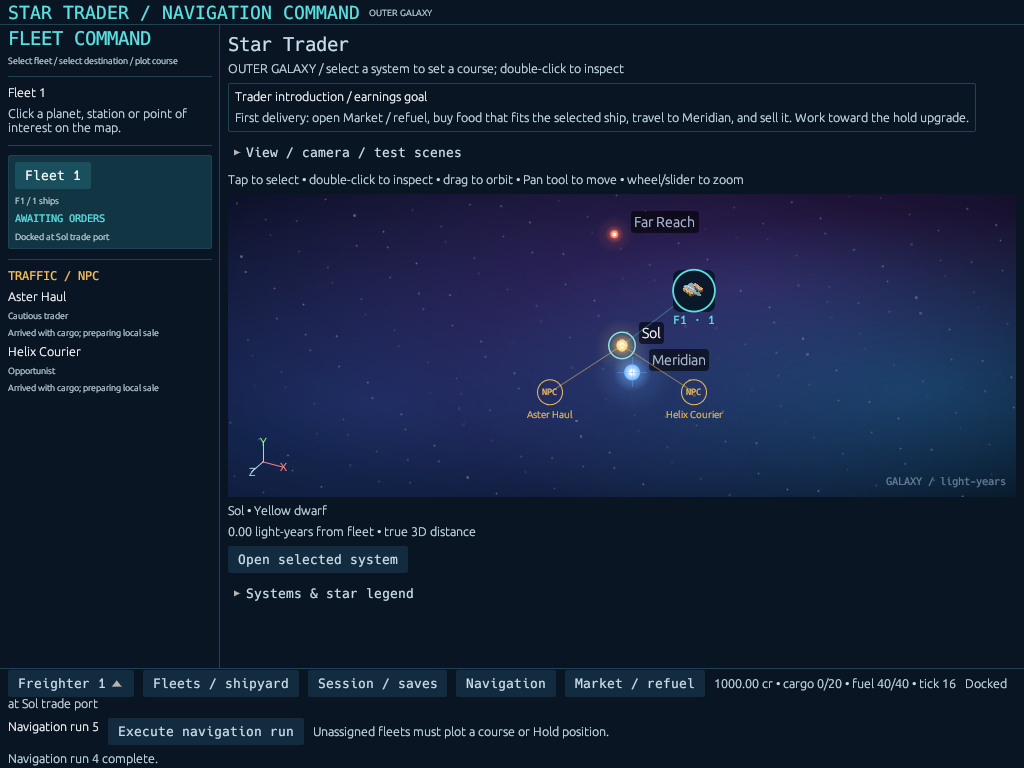 STAR TRADER / NAVIGATION COMMAND OUTER GALAXY
FLEET COMMAND
Select fleet / select destination / plot course
Fleet 1
Click a planet, station or point of
interest on the map.
Fleet 1
F1 / 1 ships
AWAITING ORDERS
Docked at Sol trade port
TRAFFIC / NPC
Aster Haul
Cautious trader
Arrived with cargo; preparing local sale
Helix Courier
Opportunist
Arrived with cargo; preparing local sale
Star Trader
OUTER GALAXY / select a system to set a course; double-click to inspect
Trader introduction / earnings goal
First delivery: open Market / refuel, buy food that fits the selected ship, travel to Meridian, and sell it. Work toward the hold upgrade.
▸ View / camera / test scenes
Tap to select • double-click to inspect • drag to orbit • Pan tool to move • wheel/slider to zoom
Far Reach
F1 · 1
Sol
Meridian
NPC
Aster Haul
NPC
Helix Courier
Y
X
Z
GALAXY / light-years
Sol • Yellow dwarf
0.00 light-years from fleet • true 3D distance
Open selected system
▸ Systems & star legend
Freighter 1 ▲ Fleets / shipyard Session / saves Navigation Market / refuel 1000.00 cr • cargo 0/20 • fuel 40/40 • tick 16 Docked
at Sol trade port
Navigation run 5 Execute navigation run Unassigned fleets must plot a course or Hold position.
Navigation run 4 complete.